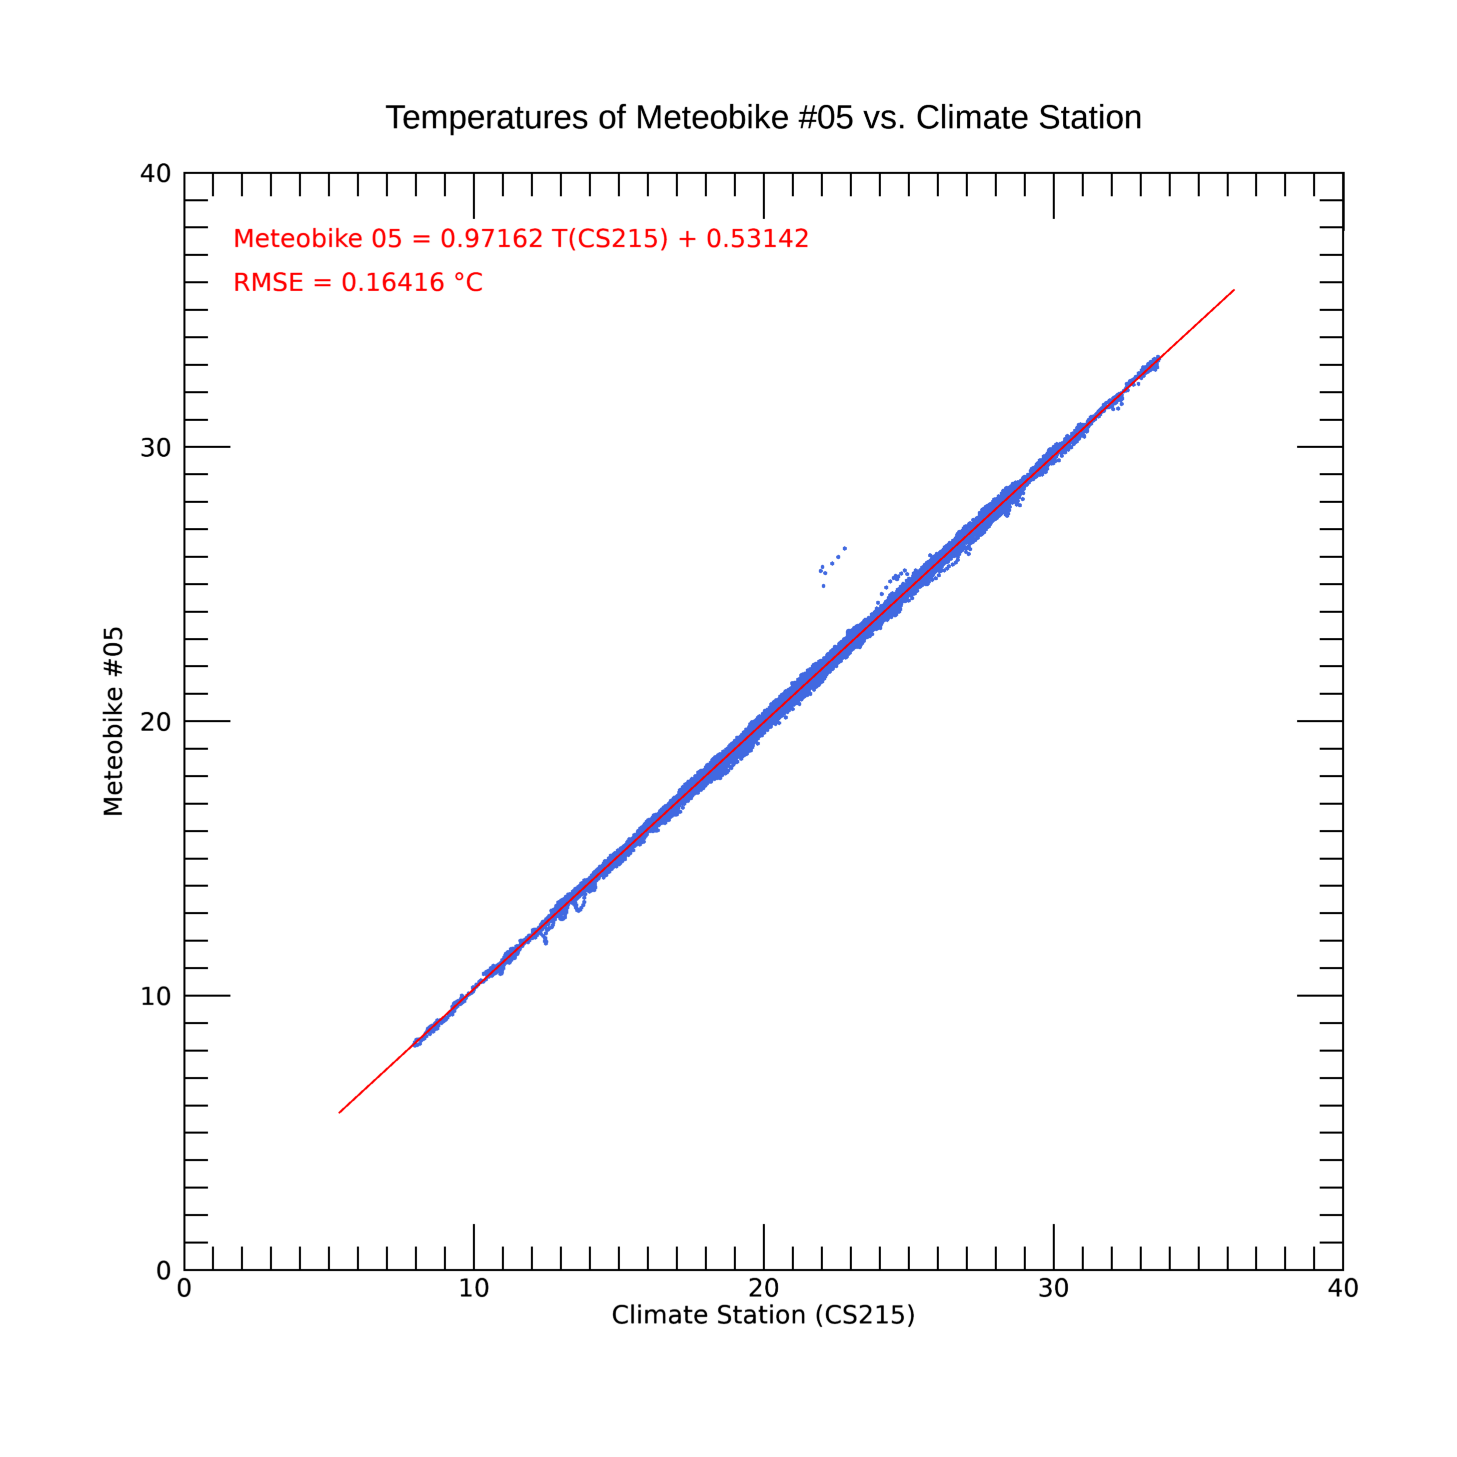 Temperatures of Meteobike #05 vs. Climate Station
Meteobike 05 = 0.97162 T(CS215) + 0.53142
RMSE = 0.16416 °C
40
30
20
10
0
Meteobike #05
0 10 20 30 40
Climate Station (CS215)